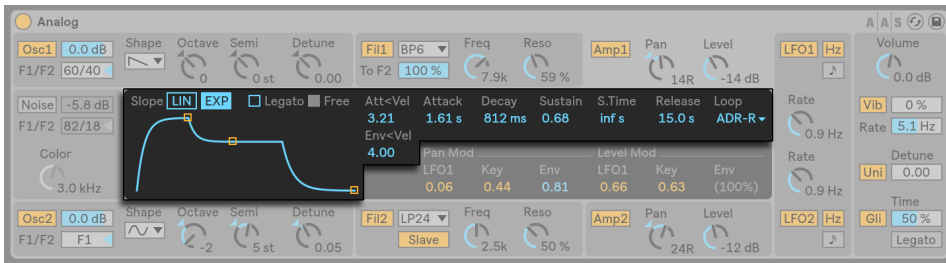 Analog A A S
Osc1 0.0 dB Shape Octave Semi Detune Fil1 BP6 Freq Reso Amp1 Pan Level LFO1 Hz Volume
F1/F2 60/40 0 0 st 0.00 To F2 100 % 7.9k 59 % 14R -14 dB 0.0 dB
Noise -5.8 dB Slope LIN EXP Legato Free Att<Vel Attack Decay Sustain S.Time Release Loop Rate Vib 0 %
3.21 1.61 s 812 ms 0.68 inf s 15.0 s ADR-R
F1/F2 82/18 Env<Vel 0.9 Hz Rate 5.1 Hz
Color 4.00 Pan Mod Level Mod Rate Detune
LFO1 Key Env LFO1 Key Env Uni 0.00
3.0 kHz 0.06 0.44 0.81 0.66 0.63 (100%) 0.9 Hz
Osc2 0.0 dB Shape Octave Semi Detune Fil2 LP24 Freq Reso Amp2 Pan Level LFO2 Hz Time
Gli 50 %
F1/F2 F1 -2 5 st 0.05 Slave 2.5k 50 % 24R -12 dB Legato